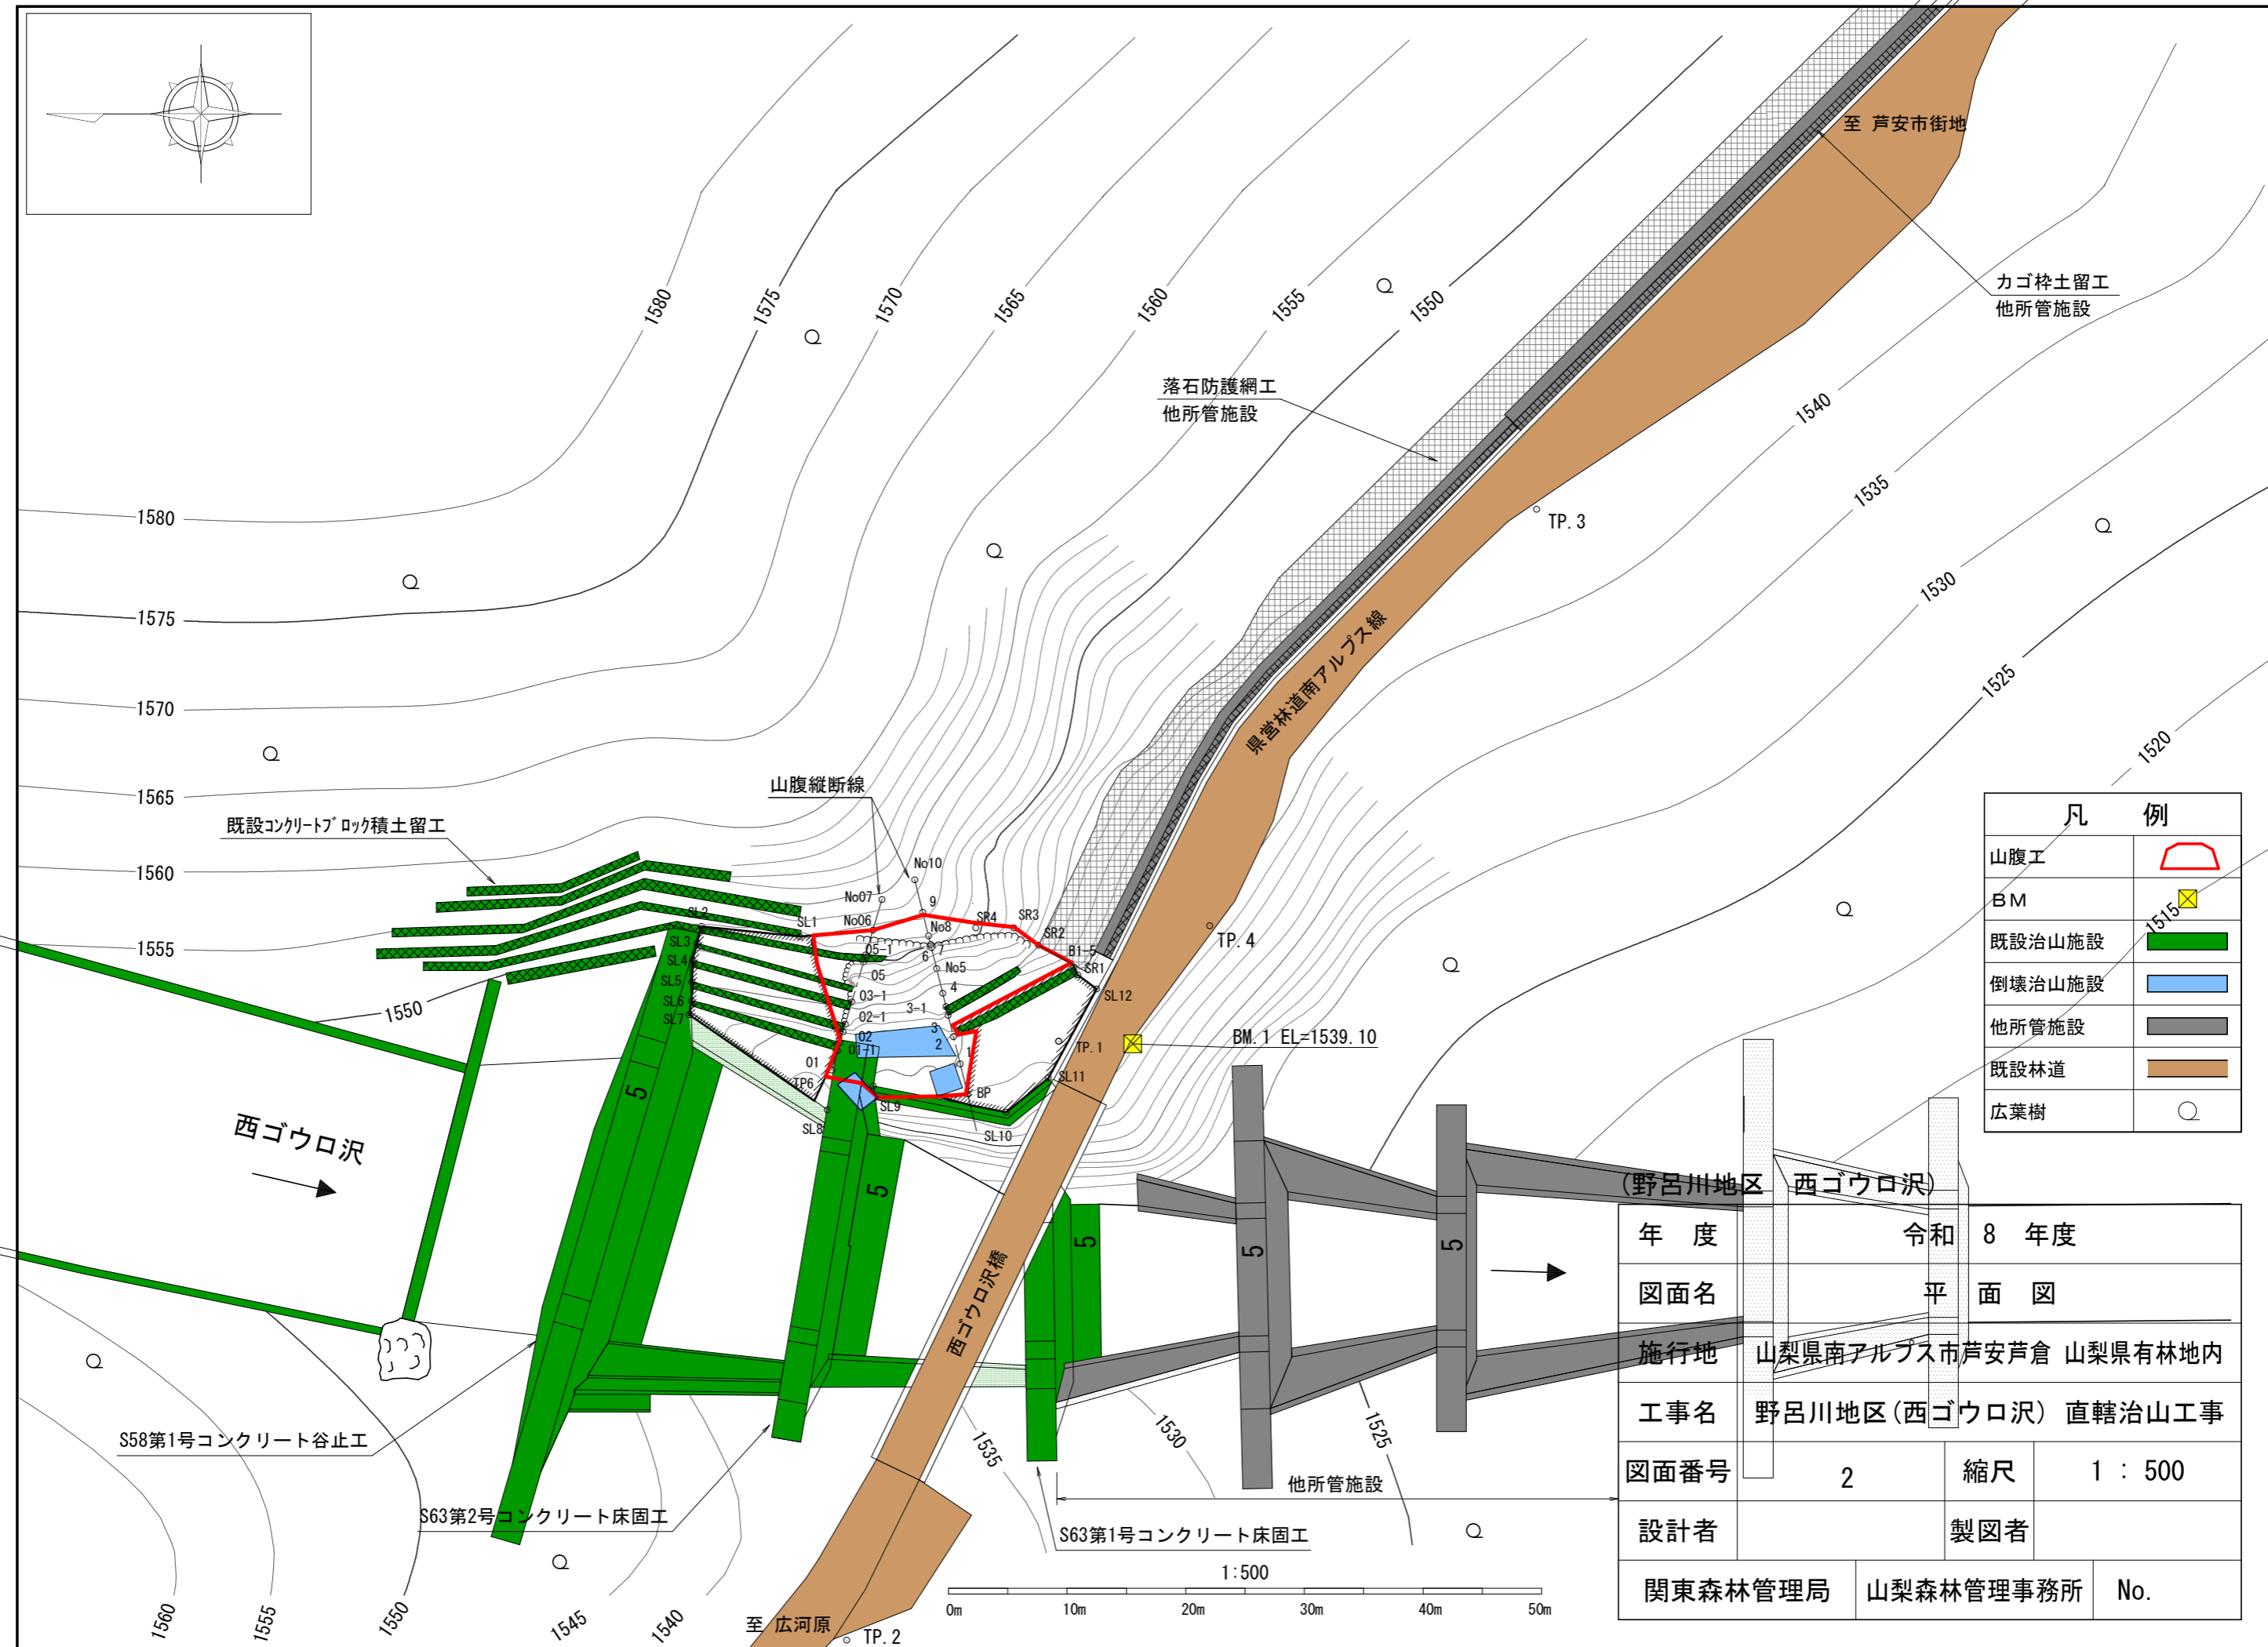 至 芦安市街地
カゴ枠土留工
他所管施設
落石防護網工
他所管施設
1580
1575
1570
1565
1560
1555
1550
1540
1535
1530
1525
1520
1515
TP.3
県営林道南アルプス線
1580
1575
1570
1565
1560
1555
1550
山腹縦断線
既設コンクリートブロック積土留工
No10
No07
9
No06
No8
SR4
SR3
SR2
B1-5
SR1
SL12
SL1
SL2
SL3
SL4
SL5
SL6
SL7
05-1
7
6
05
No5
4
03-1
3-1
02-1
3
02
2
01-1
1
01
TP6
TP.1
BP
SL8
SL9
SL10
SL11
TP.4
BM.1 EL=1539.10
凡 例
山腹工
BM
既設治山施設
倒壊治山施設
他所管施設
既設林道
広葉樹
西ゴウロ沢
5
5
5
5
5
西ゴウロ沢橋
S58第1号コンクリート谷止工
S63第2号コンクリート床固工
S63第1号コンクリート床固工
他所管施設
1560
1555
1550
1545
1540
1535
1530
1525
至 広河原
TP.2
1:500
0m 10m 20m 30m 40m 50m
(野呂川地区 西ゴウロ沢)
年 度 令和 8 年度
図面名 平 面 図
施行地 山梨県南アルプス市芦安芦倉 山梨県有林地内
工事名 野呂川地区(西ゴウロ沢) 直轄治山工事
図面番号 2 縮尺 1 : 500
設計者 製図者
関東森林管理局 山梨森林管理事務所 No.